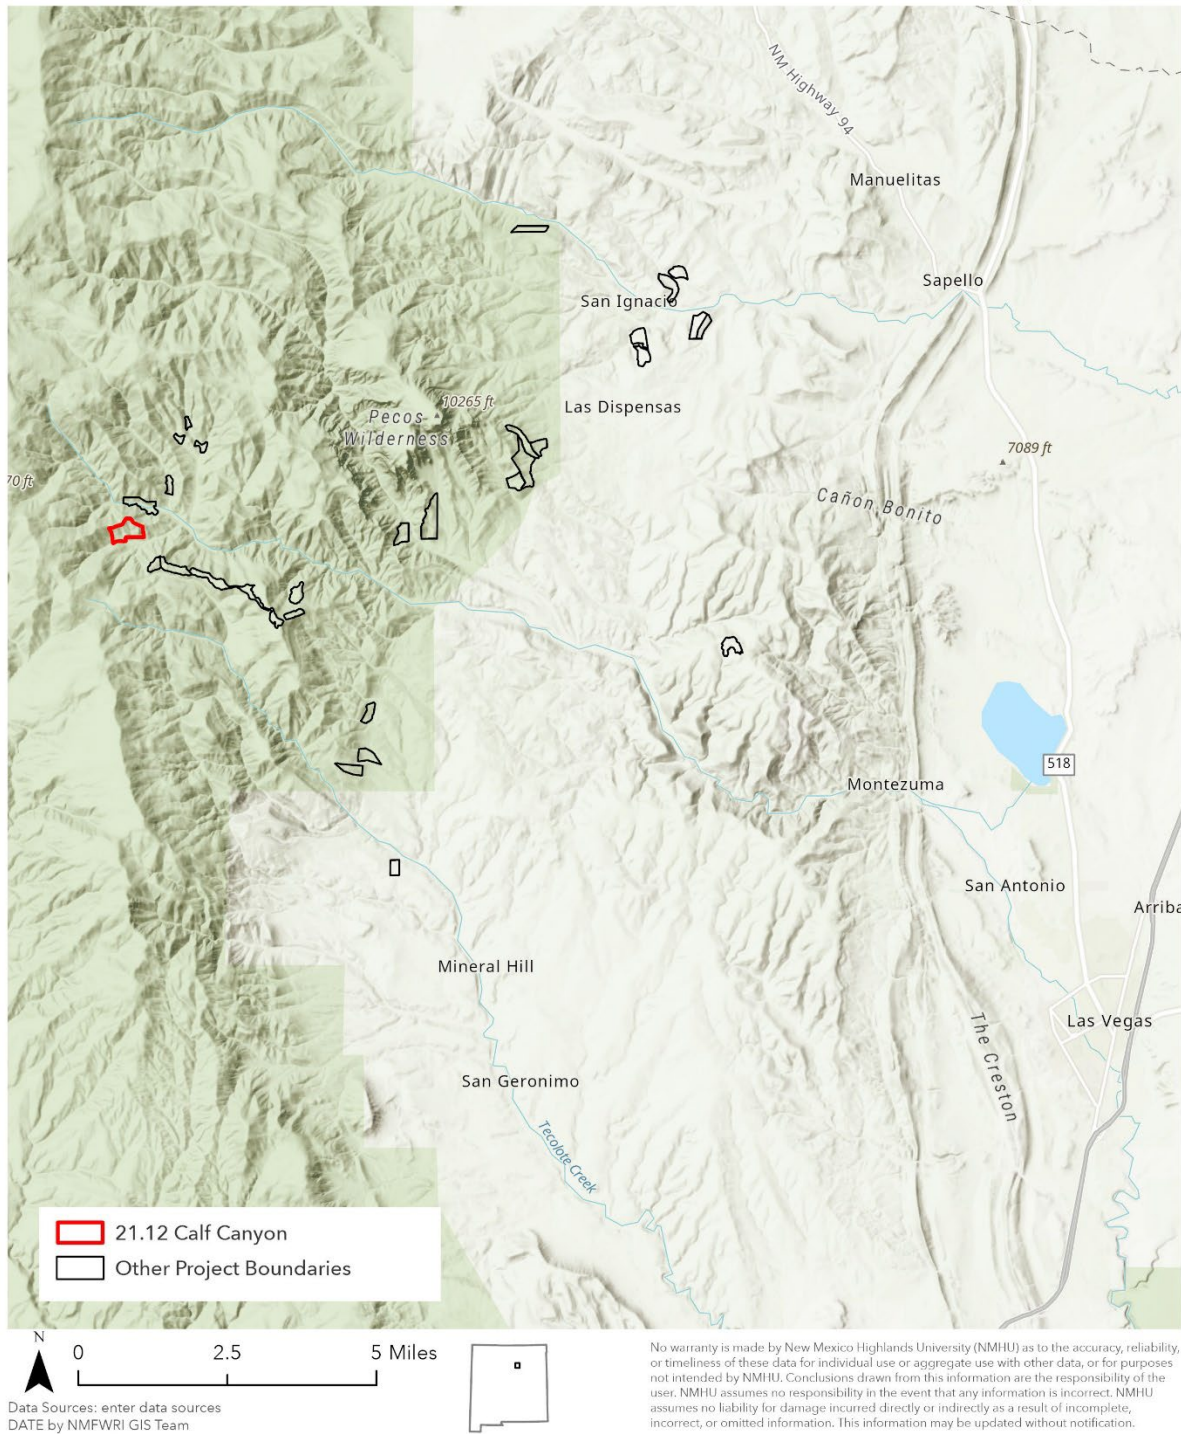 NM Highway 94
Manuelitas
Sapello
San Ignacio
10265 ft
Las Dispensas
Pecos
Wilderness
7089 ft
70 ft
Cañon Bonito
518
Montezuma
San Antonio
Arriba
Mineral Hill
Las Vegas
The Creston
San Geronimo
Tecolote Creek
21.12 Calf Canyon
Other Project Boundaries
N
0 2.5 5 Miles
Data Sources: enter data sources
DATE by NMFWRI GIS Team
No warranty is made by New Mexico Highlands University (NMHU) as to the accuracy, reliability,
or timeliness of these data for individual use or aggregate use with other data, or for purposes
not intended by NMHU. Conclusions drawn from this information are the responsibility of the
user. NMHU assumes no responsibility in the event that any information is incorrect. NMHU
assumes no liability for damage incurred directly or indirectly as a result of incomplete,
incorrect, or omitted information. This information may be updated without notification.